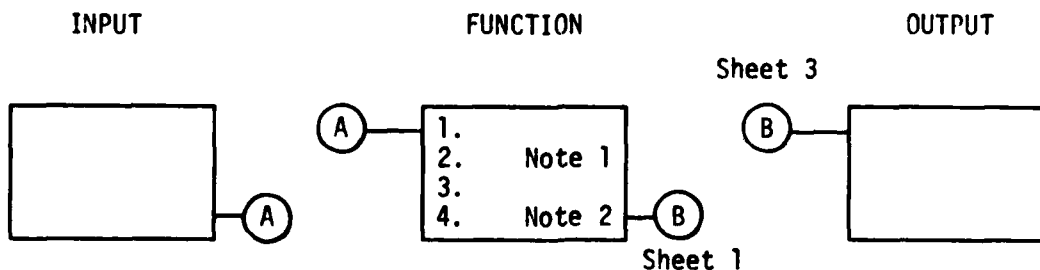 INPUT FUNCTION OUTPUT
Sheet 3
A 1. B
2. Note 1
3.
A 4. Note 2 B
Sheet 1